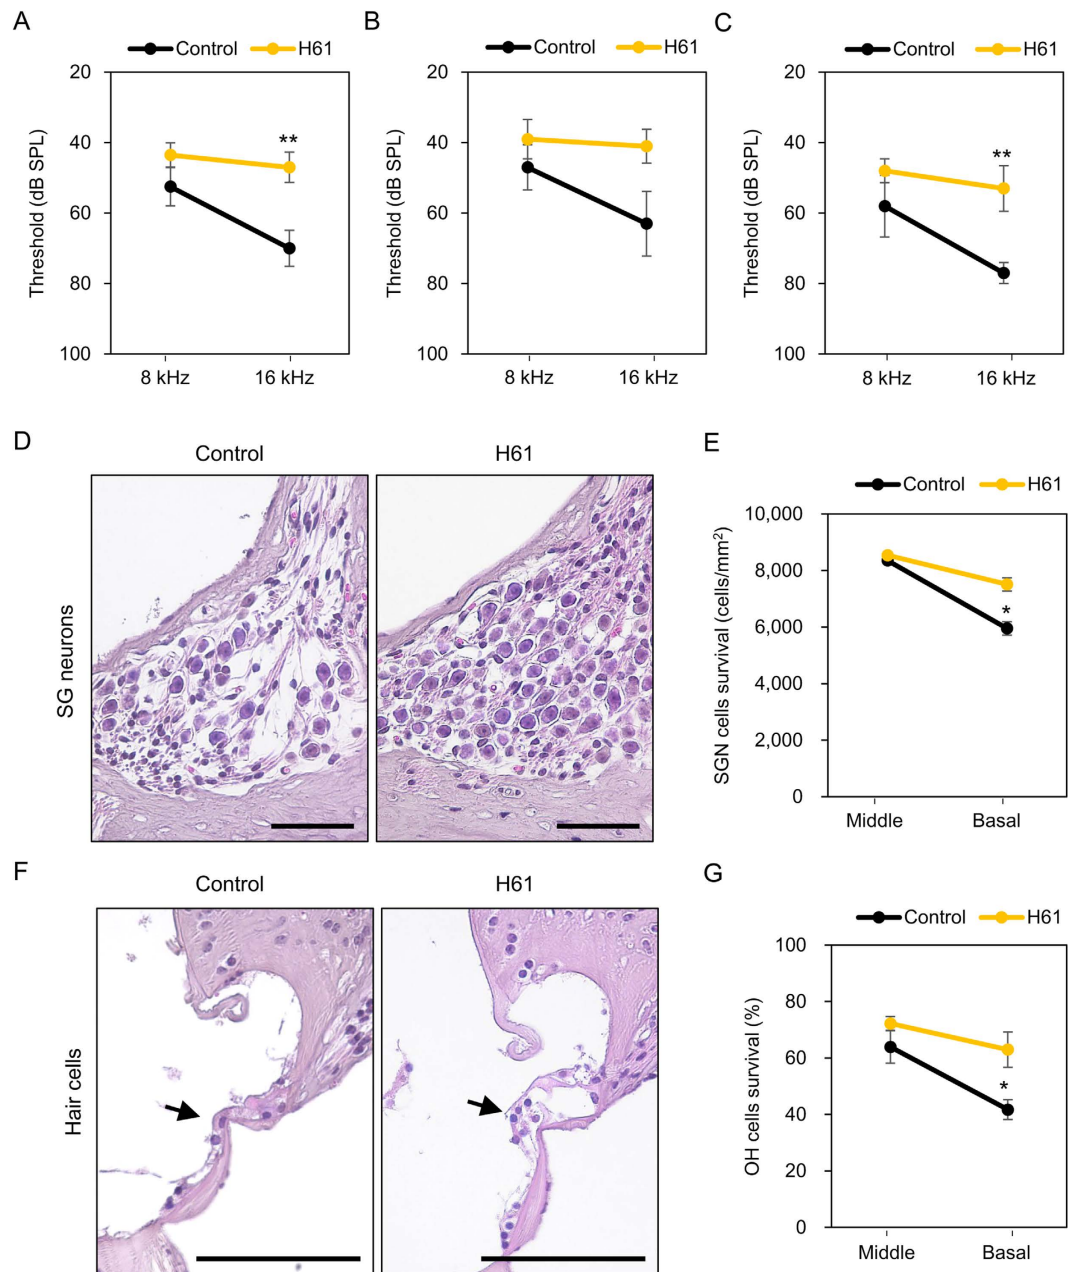 A
Control H61
Threshold (dB SPL)
20
40
60
80
100
**
8 kHz 16 kHz
B
Control H61
Threshold (dB SPL)
20
40
60
80
100
8 kHz 16 kHz
C
Control H61
Threshold (dB SPL)
20
40
60
80
100
**
8 kHz 16 kHz
D
Control H61
SG neurons
E
Control H61
SGN cells survival (cells/mm²)
10,000
8,000
6,000
4,000
2,000
0
*
Middle Basal
F
Control H61
Hair cells
G
Control H61
OH cells survival (%)
100
80
60
40
20
0
*
Middle Basal